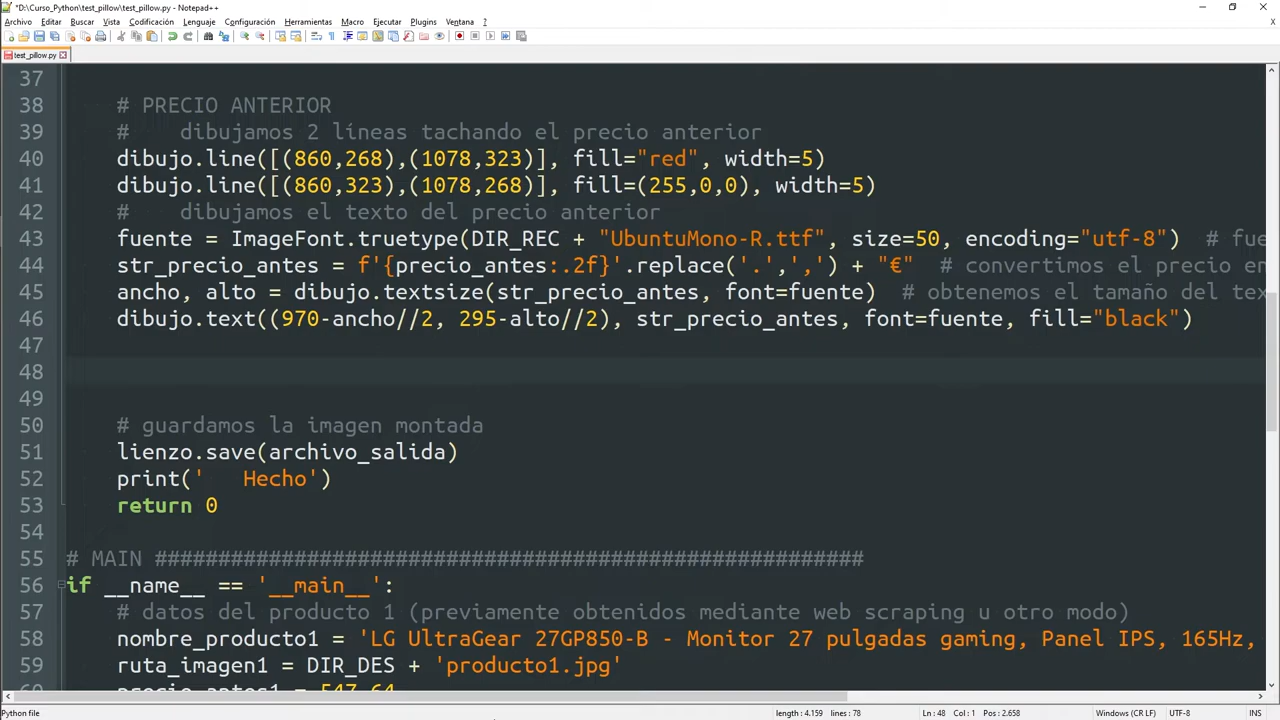 *D:\Curso_Python\test_pillow\test_pillow.py - Notepad++
Archivo Editar Buscar Vista Codificación Lenguaje Configuración Herramientas Macro Ejecutar Plugins Ventana ?
test_pillow.py
37
38 # PRECIO ANTERIOR
39 # dibujamos 2 líneas tachando el precio anterior
40 dibujo.line([(860,268),(1078,323)], fill="red", width=5)
41 dibujo.line([(860,323),(1078,268)], fill=(255,0,0), width=5)
42 # dibujamos el texto del precio anterior
43 fuente = ImageFont.truetype(DIR_REC + "UbuntuMono-R.ttf", size=50, encoding="utf-8") # fue
44 str_precio_antes = f'{precio_antes:.2f}'.replace('.',',') + "€" # convertimos el precio en
45 ancho, alto = dibujo.textsize(str_precio_antes, font=fuente) # obtenemos el tamaño del tex
46 dibujo.text((970-ancho//2, 295-alto//2), str_precio_antes, font=fuente, fill="black")
47
48
49
50 # guardamos la imagen montada
51 lienzo.save(archivo_salida)
52 print('   Hecho')
53 return 0
54
55 # MAIN ########################################################
56 if __name__ == '__main__':
57 # datos del producto 1 (previamente obtenidos mediante web scraping u otro modo)
58 nombre_producto1 = 'LG UltraGear 27GP850-B - Monitor 27 pulgadas gaming, Panel IPS, 165Hz,
59 ruta_imagen1 = DIR_DES + 'producto1.jpg'
60 precio_antes1 = 547.64
Python file length : 4.159 lines : 78 Ln : 48 Col : 1 Pos : 2.658 Windows (CR LF) UTF-8 INS